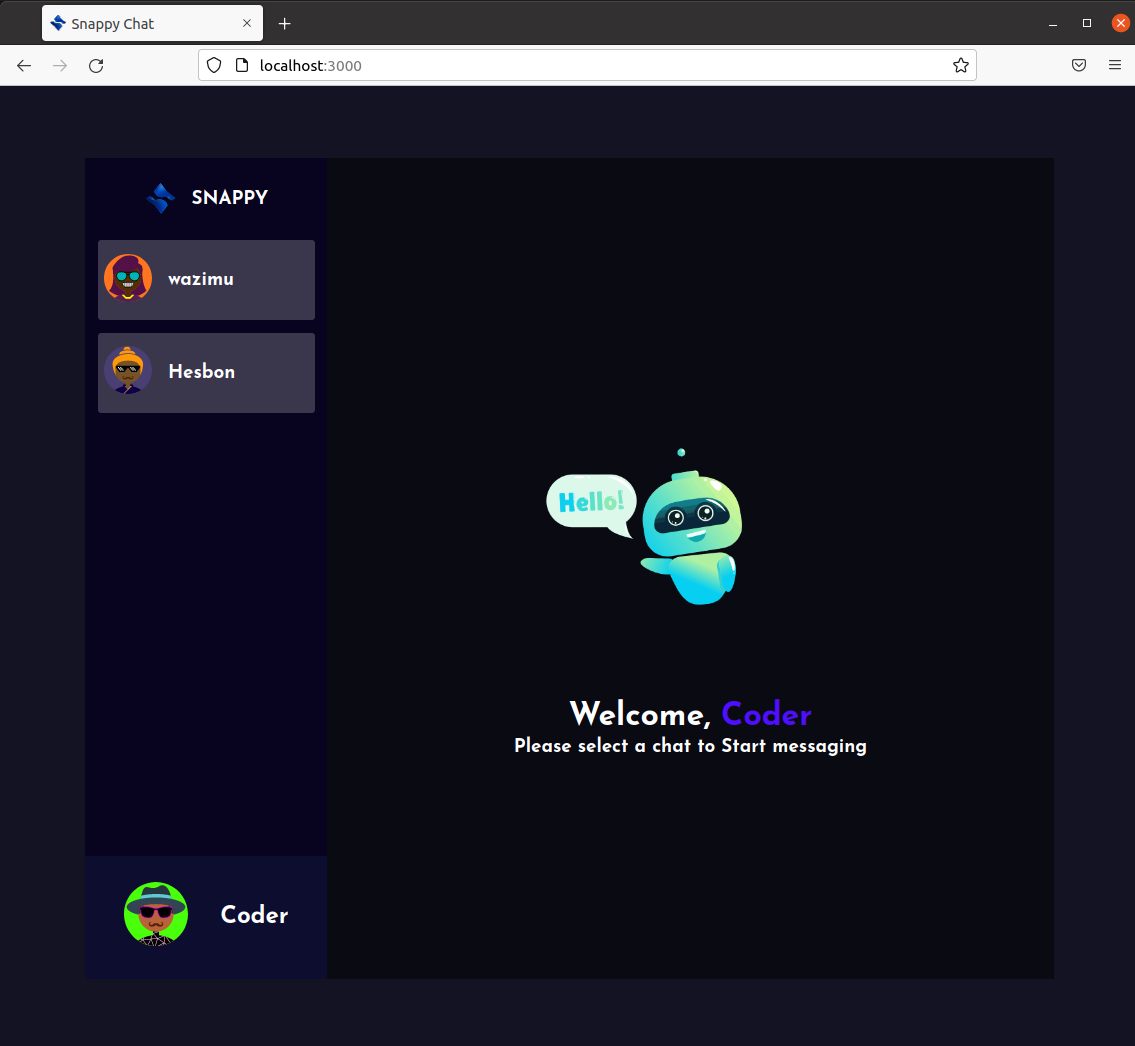 Snappy Chat
localhost:3000
SNAPPY
wazimu
Hesbon
Hello!
Welcome, Coder
Please select a chat to Start messaging
Coder